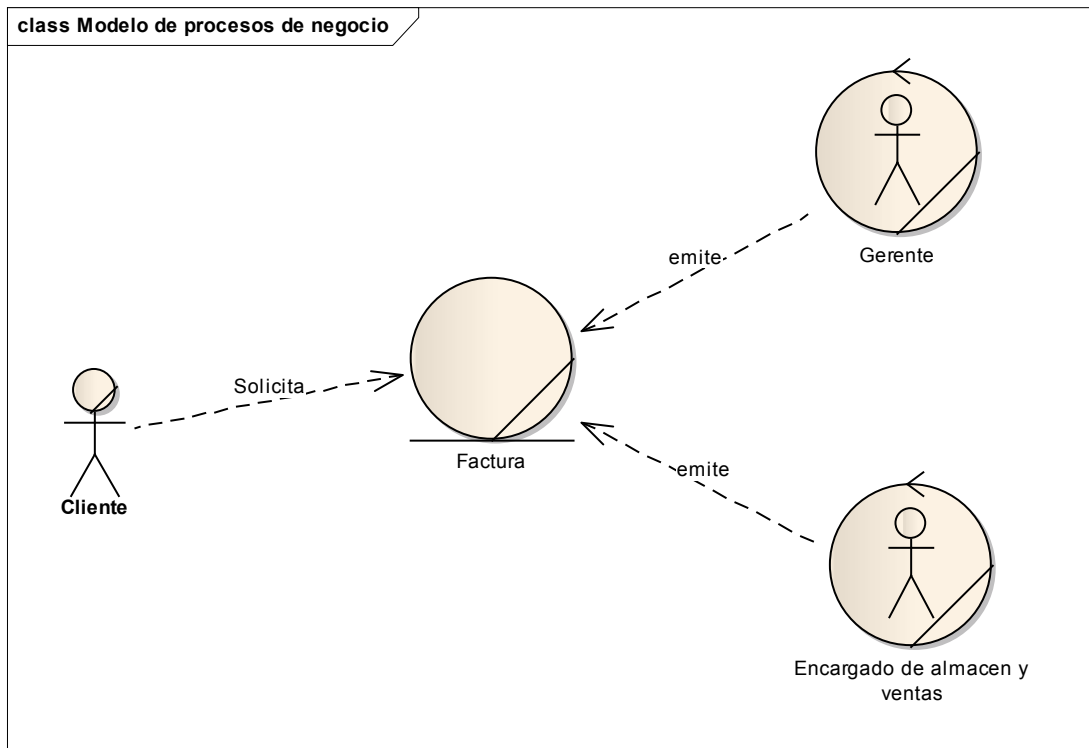 class Modelo de procesos de negocio
Gerente
emite
Solicita
Factura
emite
Cliente
Encargado de almacen y
ventas